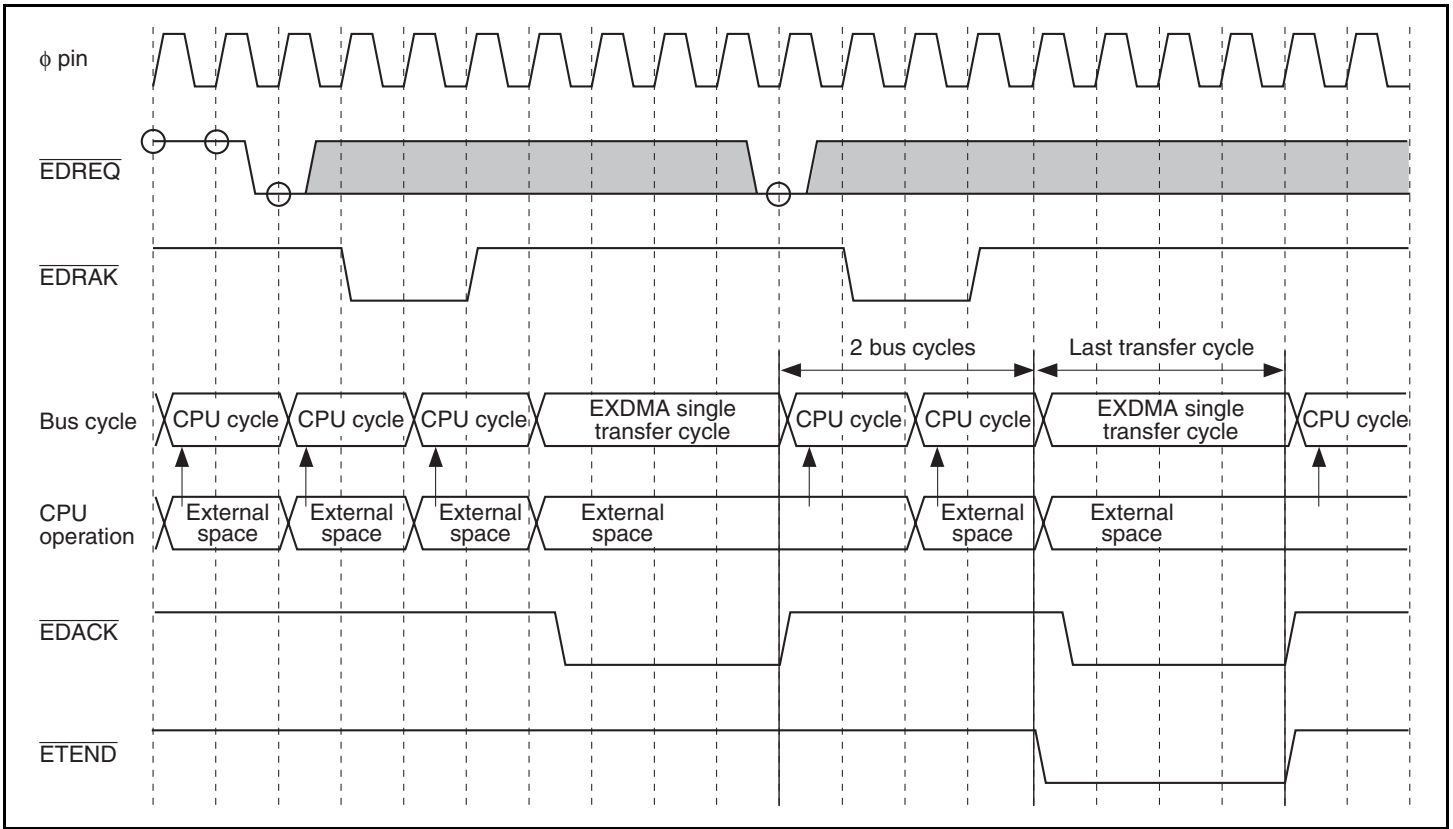 φ pin
EDREQ
EDRAK
2 bus cycles
Last transfer cycle
Bus cycle
CPU cycle
CPU cycle
CPU cycle
EXDMA single
transfer cycle
CPU cycle
CPU cycle
EXDMA single
transfer cycle
CPU cycle
CPU
operation
External
space
External
space
External
space
External
space
External
space
External
space
EDACK
ETEND